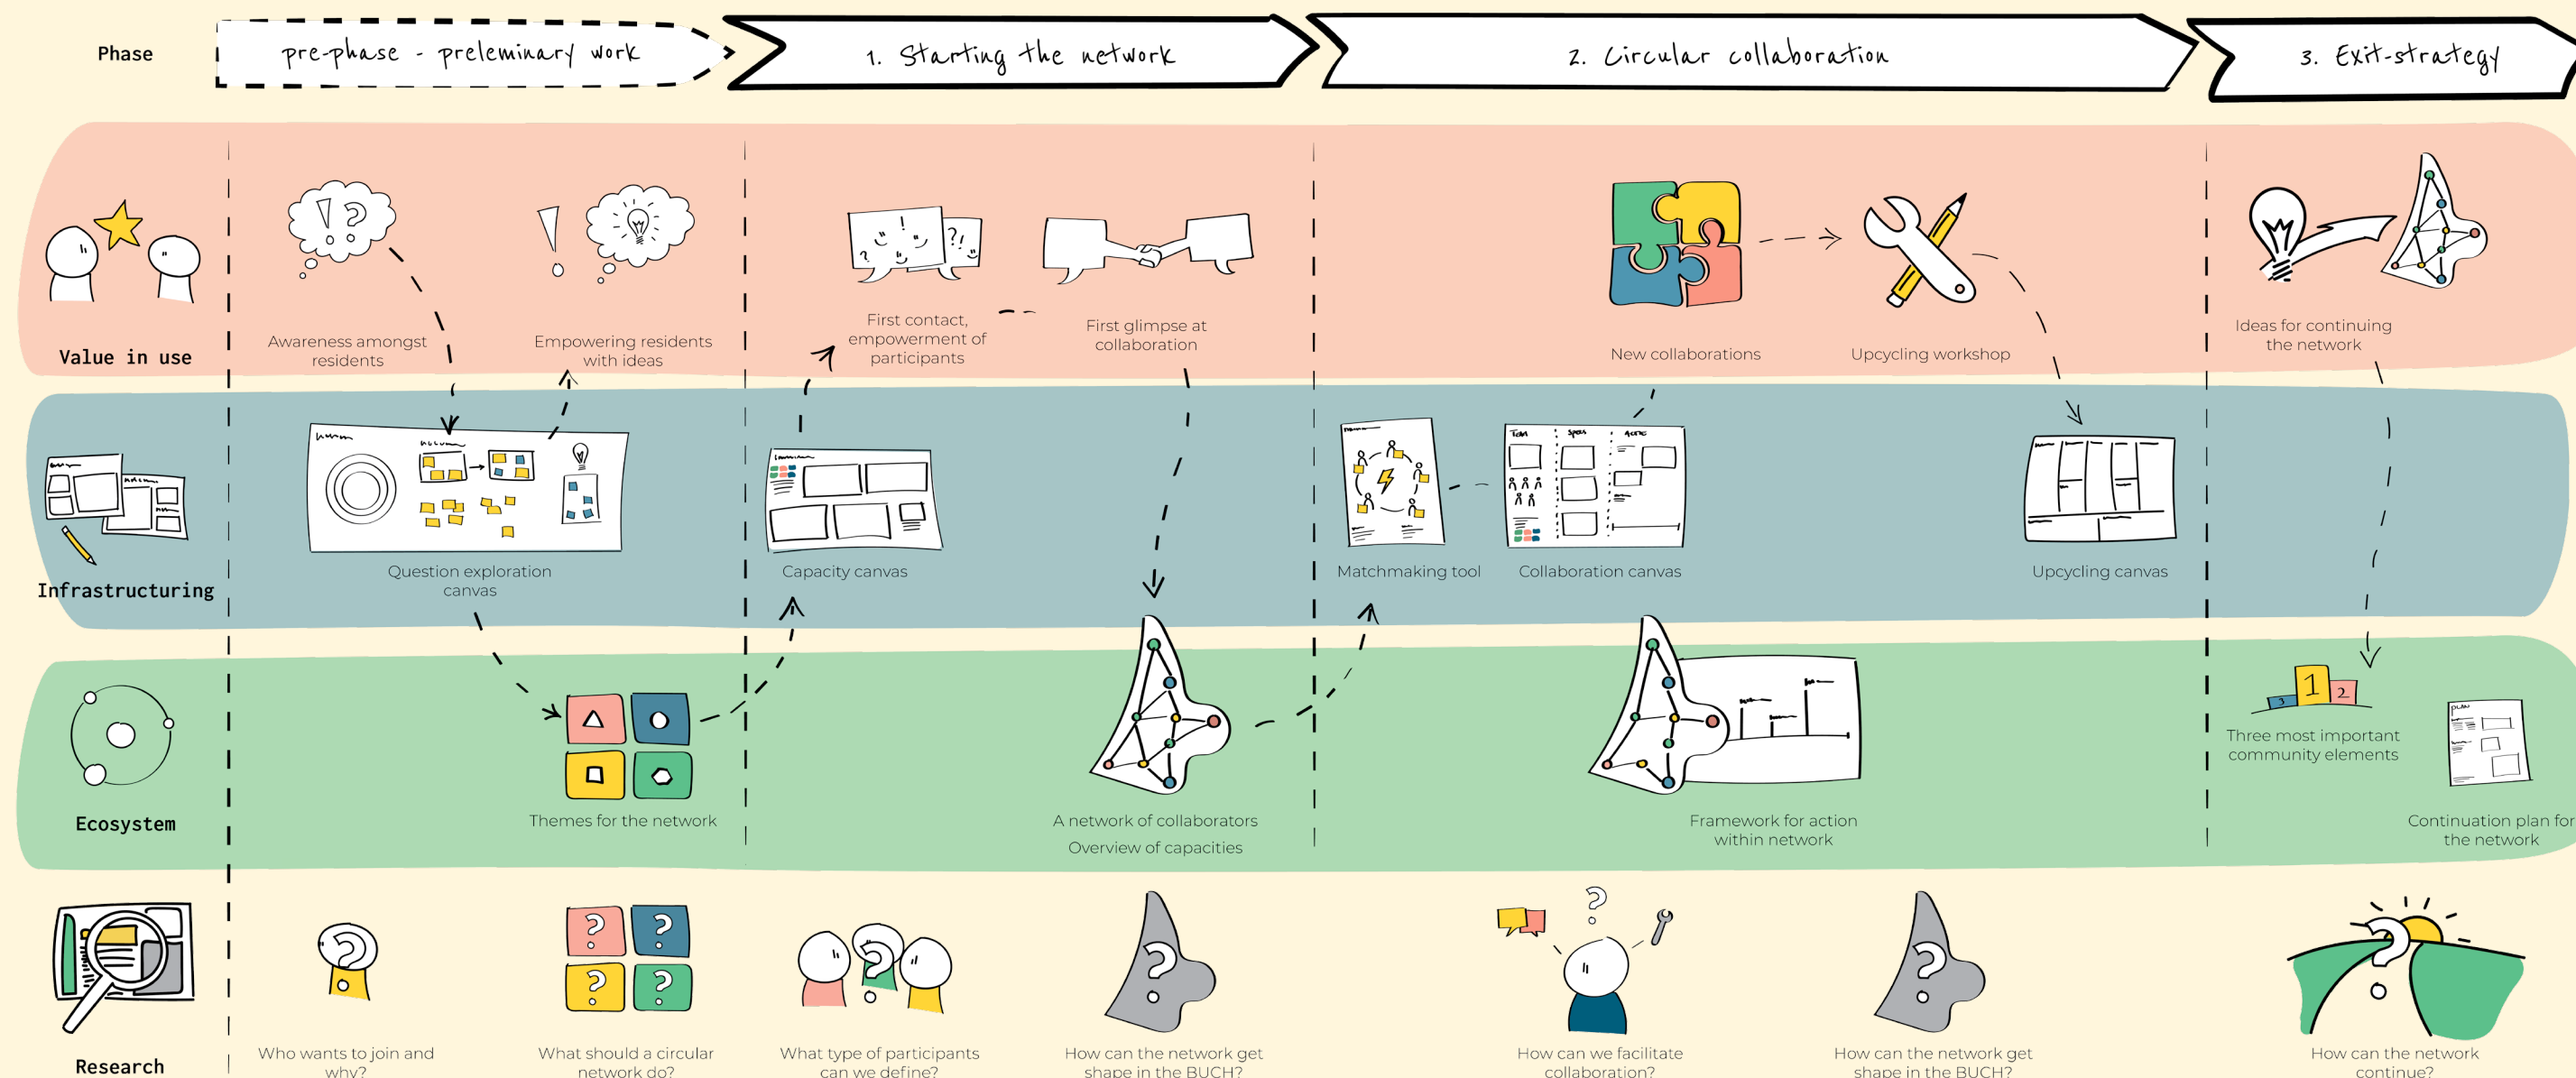 Phase
pre-phase - preleminary work
1. Starting the network
2. Circular collaboration
3. Exit-strategy
Value in use
Awareness amongst
residents
Empowering residents
with ideas
First contact,
empowerment of
participants
First glimpse at
collaboration
New collaborations
Upcycling workshop
Ideas for continuing
the network
Infrastructuring
Question exploration
canvas
Capacity canvas
Matchmaking tool
Collaboration canvas
Upcycling canvas
Ecosystem
Themes for the network
A network of collaborators
Overview of capacities
Framework for action
within network
3 1 2
Three most important
community elements
PLAN
Continuation plan for
the network
Research
Who wants to join and
why?
What should a circular
network do?
What type of participants
can we define?
How can the network get
shape in the BUCH?
How can we facilitate
collaboration?
How can the network get
shape in the BUCH?
How can the network
continue?